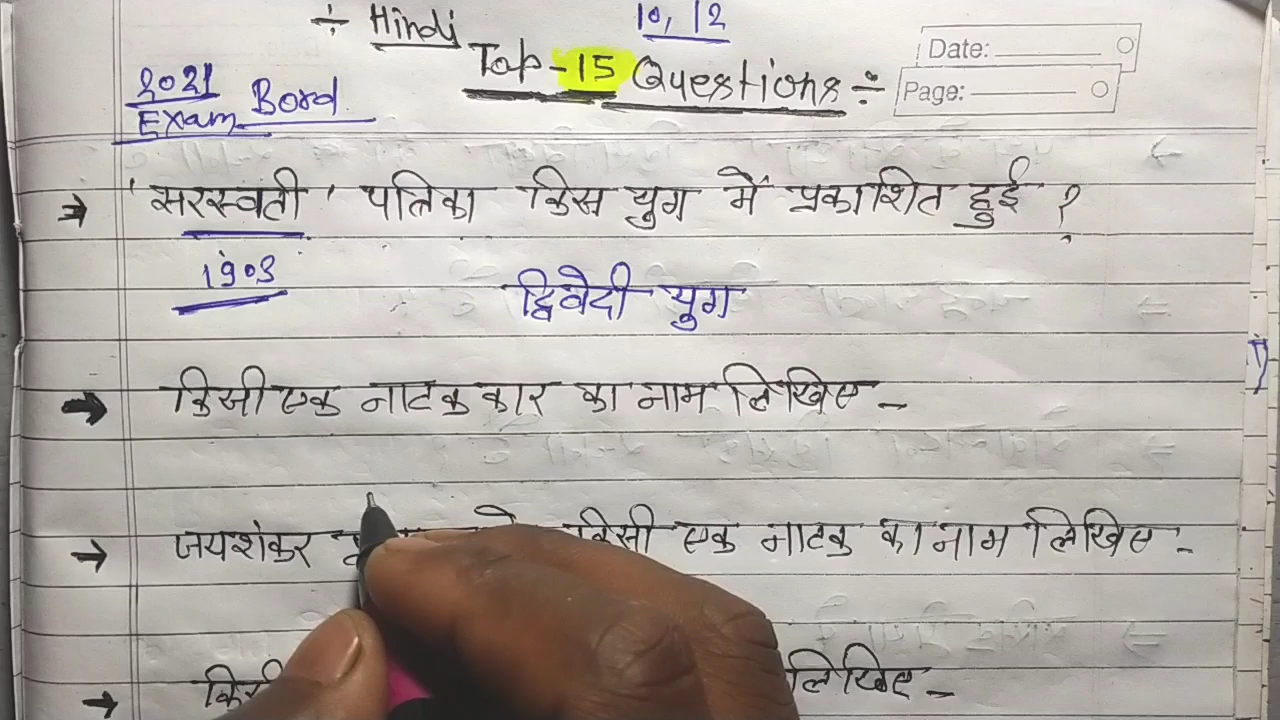 ÷ Hindi 10, 12
Top-15 Questions ÷
Date:
Page:
2021
Exam Bord
→ 'सरस्वती' पत्रिका किस युग में प्रकाशित हुई ?
1903
द्विवेदी युग
→ किसी एक नाटककार का नाम लिखिए -
→ जयशंकर के किसी एक नाटक का नाम लिखिए -
→ लिखिए -